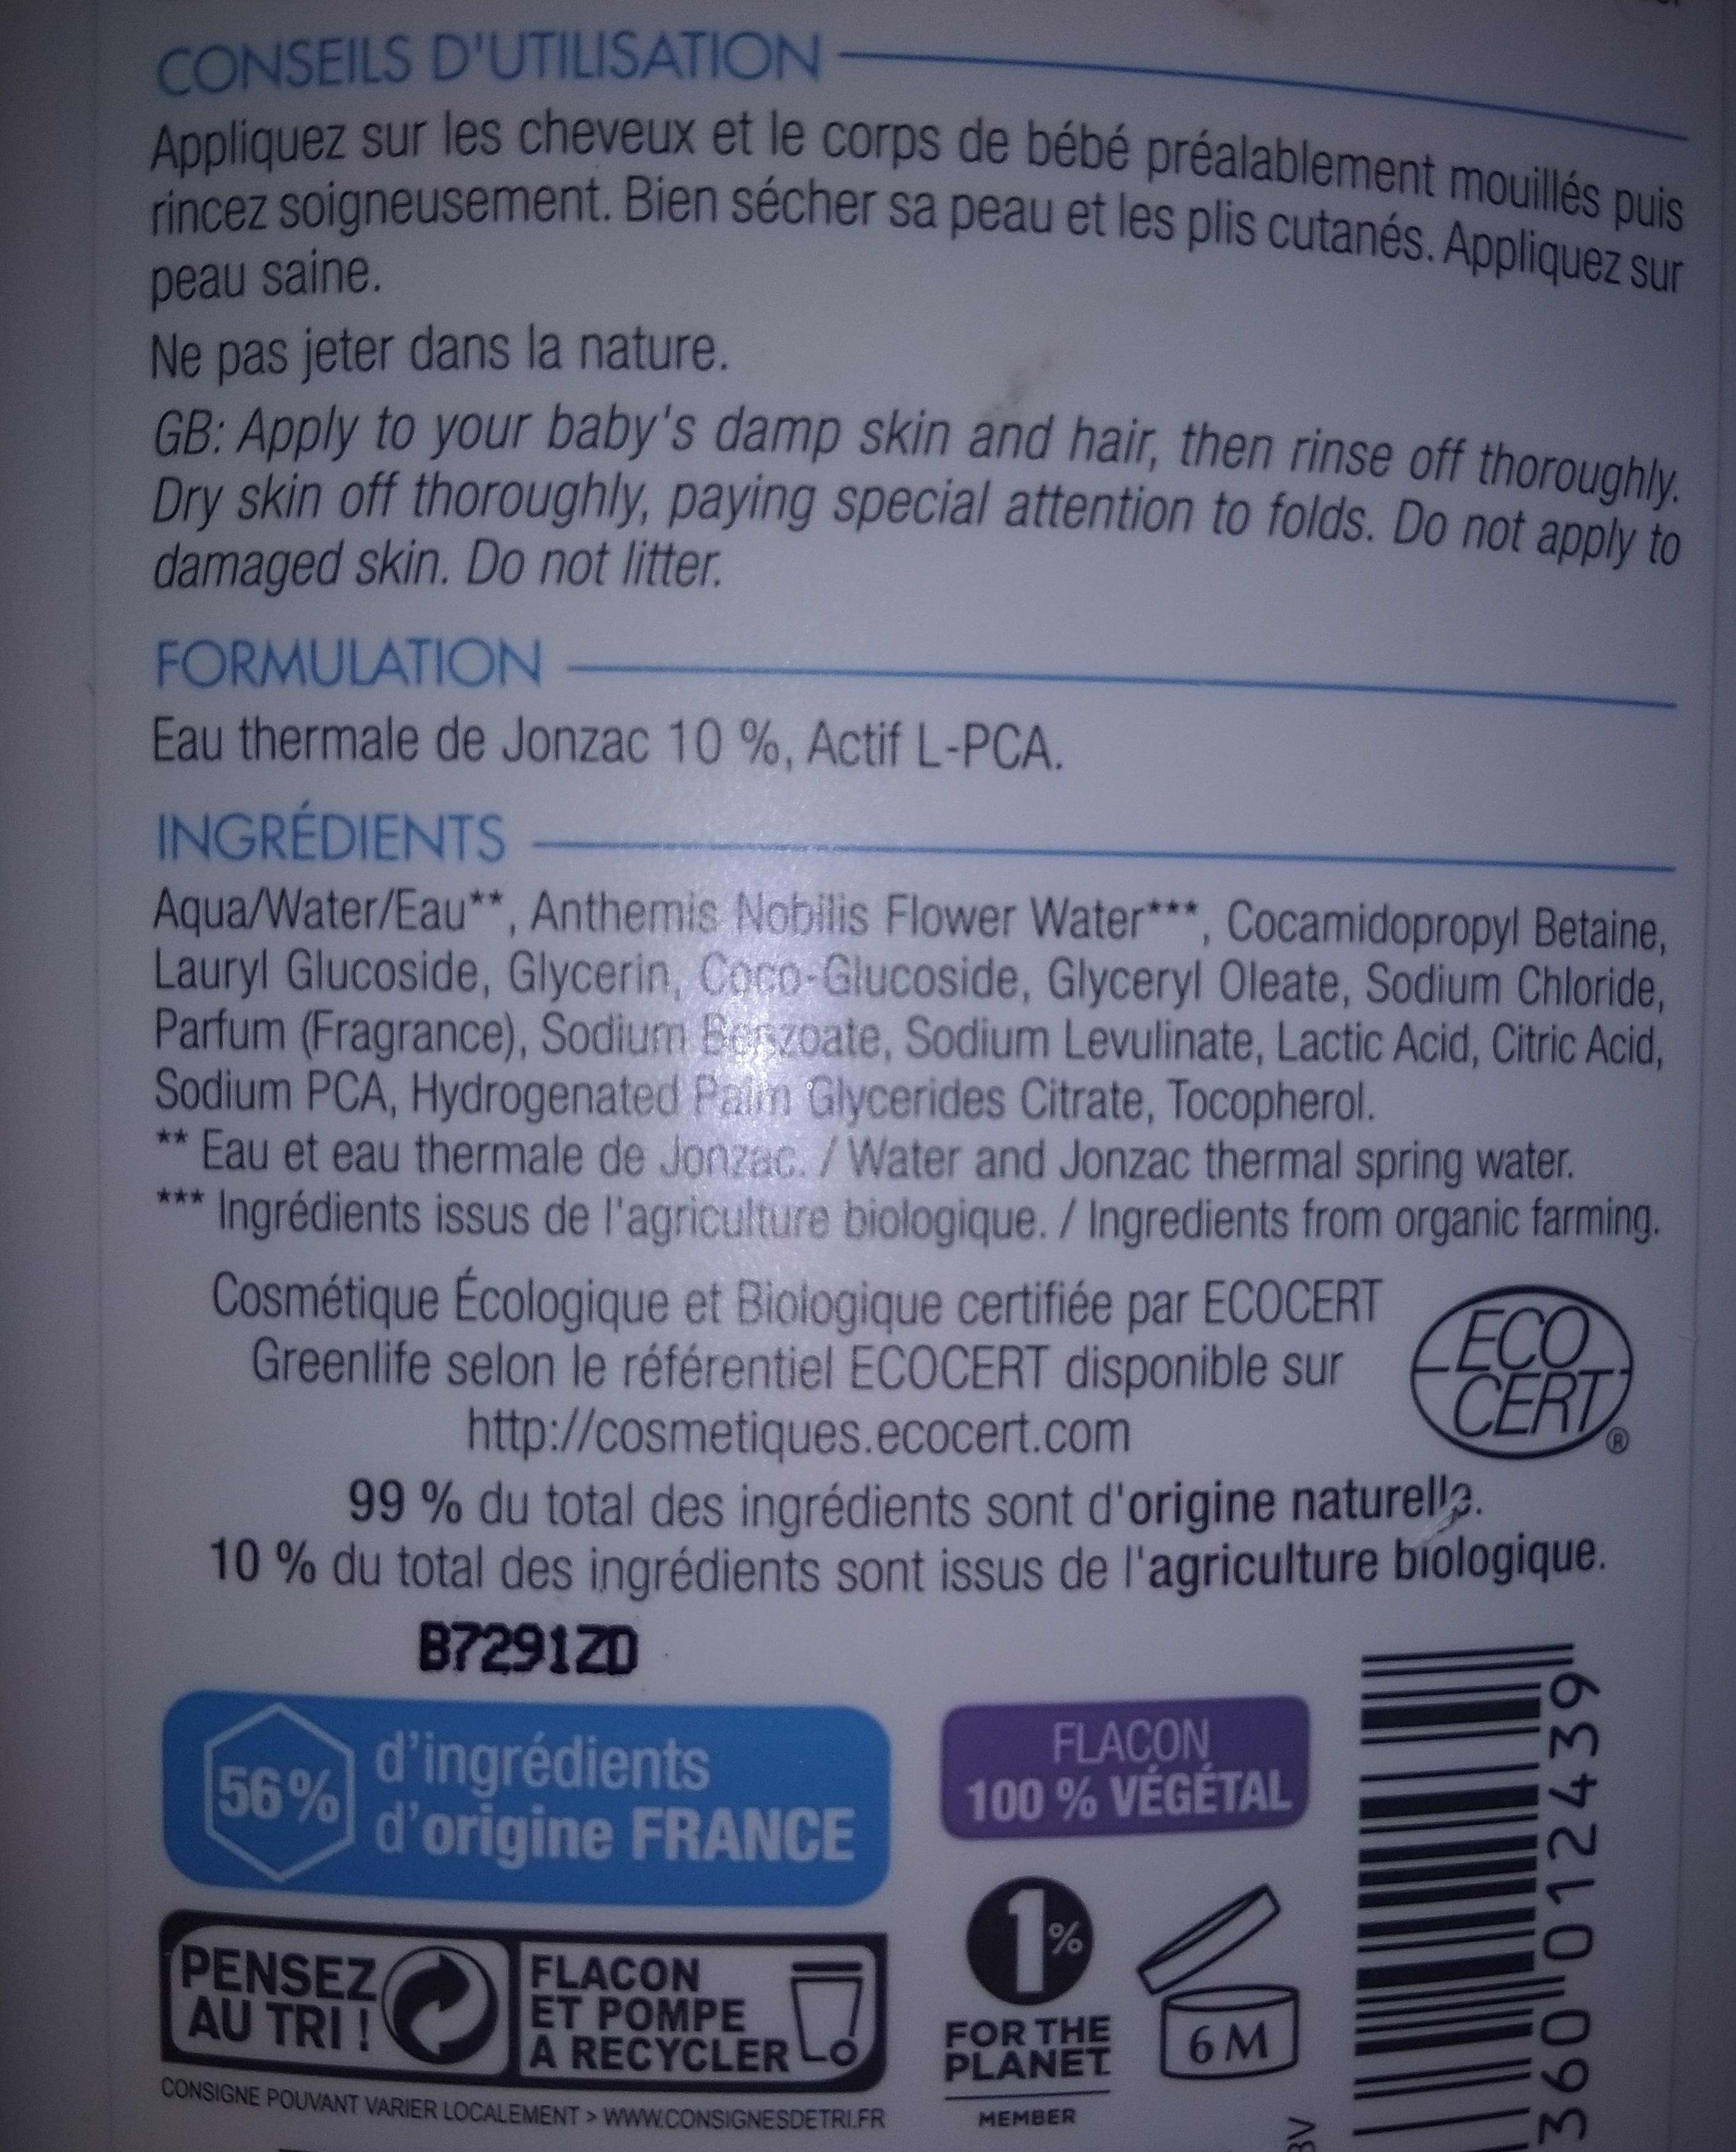 CONSEILS D'UTILISATION
Appliquez sur les cheveux et le corps de bébé préalablement mouillés puis
rincez soigneusement. Bien sécher sa peau et les plis cutanés. Appliquez sur
peau saine.
Ne pas jeter dans la nature.
GB: Apply to your baby's damp skin and hair, then rinse off thoroughly.
Dry skin off thoroughly, paying special attention to folds. Do not apply to
damaged skin. Do not litter.
FORMULATION
Eau thermale de Jonzac 10 %, Actif L-PCA.
INGRÉDIENTS
Aqua/Water/Eau**, Anthemis Nobilis Flower Water***, Cocamidopropyl Betaine,
Lauryl Glucoside, Glycerin, Coco-Glucoside, Glyceryl Oleate, Sodium Chloride,
Parfum (Fragrance), Sodium Benzoate, Sodium Levulinate, Lactic Acid, Citric Acid,
Sodium PCA, Hydrogenated Palm Glycerides Citrate, Tocopherol.
** Eau et eau thermale de Jonzac. / Water and Jonzac thermal spring water.
*** Ingrédients issus de l'agriculture biologique. / Ingredients from organic farming.
Cosmétique Écologique et Biologique certifiée par ECOCERT
Greenlife selon le référentiel ECOCERT disponible sur
http://cosmetiques.ecocert.com
ECO
CERT®
99 % du total des ingrédients sont d'origine naturelle.
10 % du total des ingrédients sont issus de l'agriculture biologique.
B7291ZD
56% d'ingrédients
d'origine FRANCE
FLACON
100 % VÉGÉTAL
PENSEZ
AU TRI !
FLACON
ET POMPE
À RECYCLER
CONSIGNE POUVANT VARIER LOCALEMENT > WWW.CONSIGNESDETRI.FR
1%
FOR THE
PLANET
MEMBER
6 M
360 012439